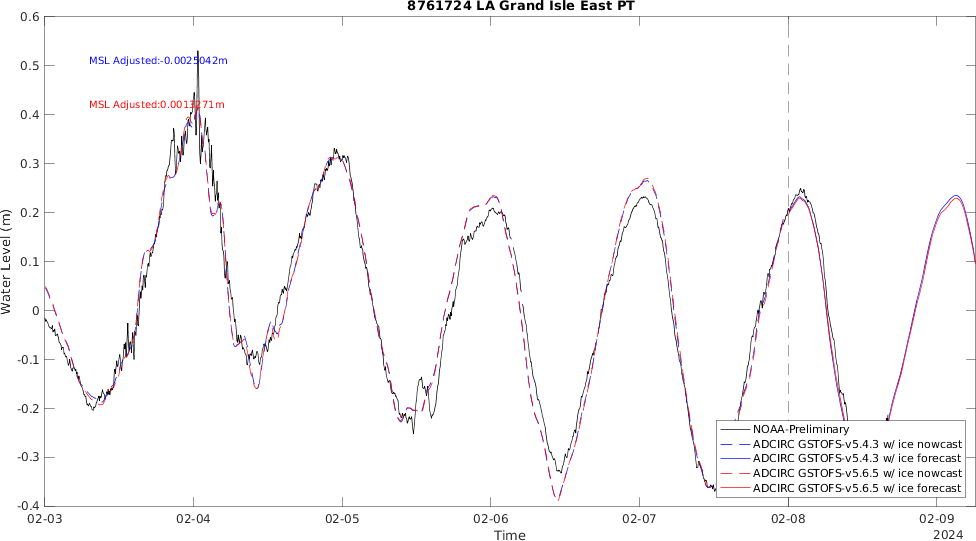 8761724 LA Grand Isle East PT
0.6
0.5
0.4
0.3
0.2
0.1
0
-0.1
-0.2
-0.3
-0.4
Water Level (m)
MSL Adjusted:-0.0025042m
MSL Adjusted:0.0013271m
NOAA-Preliminary
ADCIRC GSTOFS-v5.4.3 w/ ice nowcast
ADCIRC GSTOFS-v5.4.3 w/ ice forecast
ADCIRC GSTOFS-v5.6.5 w/ ice nowcast
ADCIRC GSTOFS-v5.6.5 w/ ice forecast
02-03 02-04 02-05 02-06 02-07 02-08 02-09
Time
2024